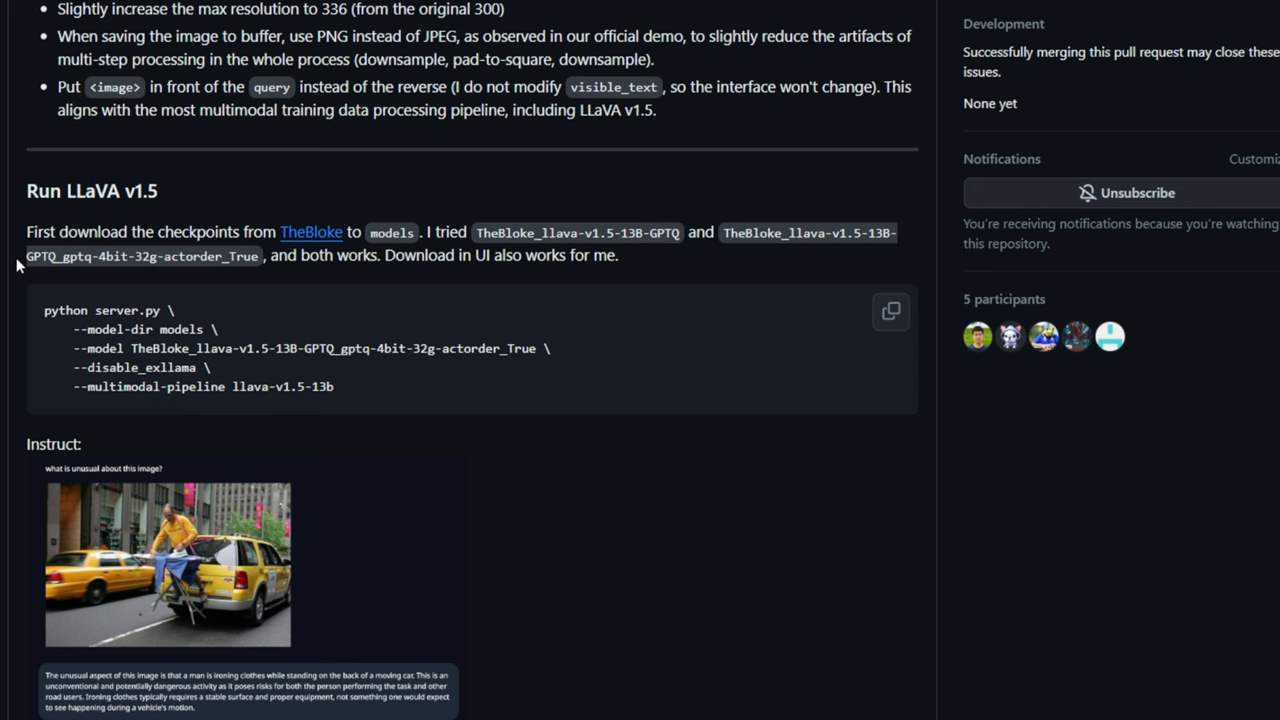 Slightly increase the max resolution to 336 (from the original 300)
When saving the image to buffer, use PNG instead of JPEG, as observed in our official demo, to slightly reduce the artifacts of
multi-step processing in the whole process (downsample, pad-to-square, downsample).
Put <image> in front of the query instead of the reverse (I do not modify visible_text, so the interface won't change). This
aligns with the most multimodal training data processing pipeline, including LLaVA v1.5.
Run LLaVA v1.5
First download the checkpoints from TheBloke to models. I tried TheBloke_llava-v1.5-13B-GPTQ and TheBloke_llava-v1.5-13B-
GPTQ_gptq-4bit-32g-actorder_True, and both works. Download in UI also works for me.
python server.py \
--model-dir models \
--model TheBloke_llava-v1.5-13B-GPTQ_gptq-4bit-32g-actorder_True \
--disable_exllama \
--multimodal-pipeline llava-v1.5-13b
Instruct:
what is unusual about this image?
The unusual aspect of this image is that a man is ironing clothes while standing on the back of a moving car. This is an
unconventional and potentially dangerous activity as it poses risks for both the person performing the task and other
road users. Ironing clothes typically requires a stable surface and proper equipment, not something one would expect
to see happening during a vehicle's motion.
Development
Successfully merging this pull request may close these
issues.
None yet
Notifications
Customiz
Unsubscribe
You're receiving notifications because you're watching
this repository.
5 participants